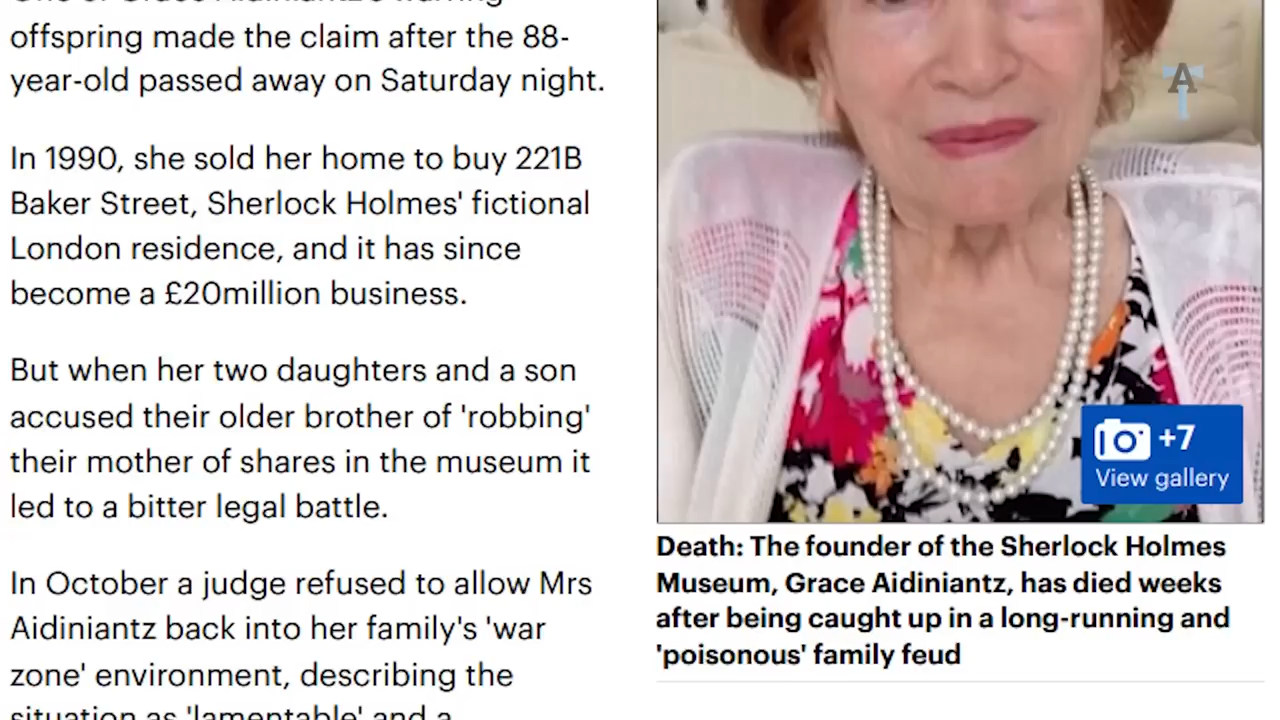 offspring made the claim after the 88-
year-old passed away on Saturday night.
In 1990, she sold her home to buy 221B
Baker Street, Sherlock Holmes' fictional
London residence, and it has since
become a £20million business.
But when her two daughters and a son
accused their older brother of 'robbing'
their mother of shares in the museum it
led to a bitter legal battle.
In October a judge refused to allow Mrs
Aidiniantz back into her family's 'war
zone' environment, describing the
situation as 'lamentable' and a
A
+7
View gallery
Death: The founder of the Sherlock Holmes
Museum, Grace Aidiniantz, has died weeks
after being caught up in a long-running and
'poisonous' family feud